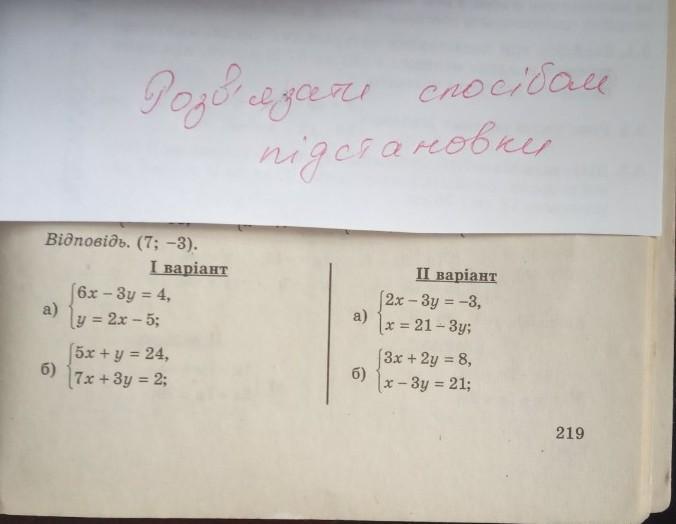 Розв'язати способом
підстановки
Відповідь. (7; −3).
І варіант
а) {6x − 3y = 4,
y = 2x − 5;
б) {5x + y = 24,
7x + 3y = 2;
ІІ варіант
а) {2x − 3y = −3,
x = 21 − 3y;
б) {3x + 2y = 8,
x − 3y = 21;
219